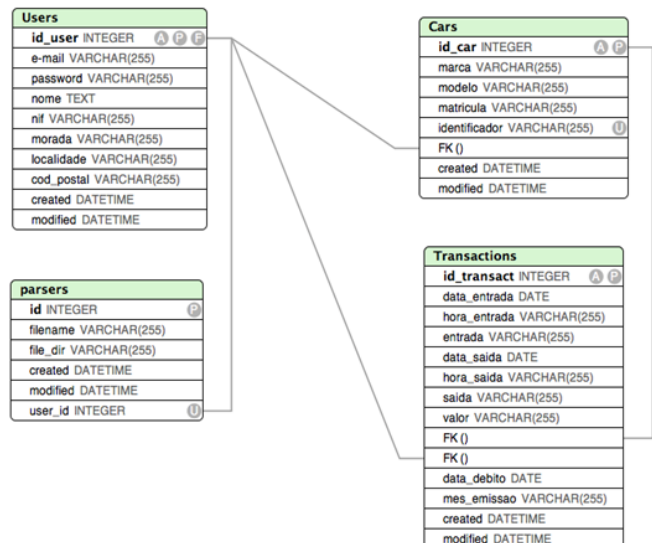 Users
id_user INTEGER A P F
e-mail VARCHAR(255)
password VARCHAR(255)
nome TEXT
nif VARCHAR(255)
morada VARCHAR(255)
localidade VARCHAR(255)
cod_postal VARCHAR(255)
created DATETIME
modified DATETIME
parsers
id INTEGER P
filename VARCHAR(255)
file_dir VARCHAR(255)
created DATETIME
modified DATETIME
user_id INTEGER U
Cars
id_car INTEGER A P
marca VARCHAR(255)
modelo VARCHAR(255)
matricula VARCHAR(255)
identificador VARCHAR(255) U
FK ()
created DATETIME
modified DATETIME
Transactions
id_transact INTEGER A P
data_entrada DATE
hora_entrada VARCHAR(255)
entrada VARCHAR(255)
data_saida DATE
hora_saida VARCHAR(255)
saida VARCHAR(255)
valor VARCHAR(255)
FK ()
FK ()
data_debito DATE
mes_emissao VARCHAR(255)
created DATETIME
modified DATETIME